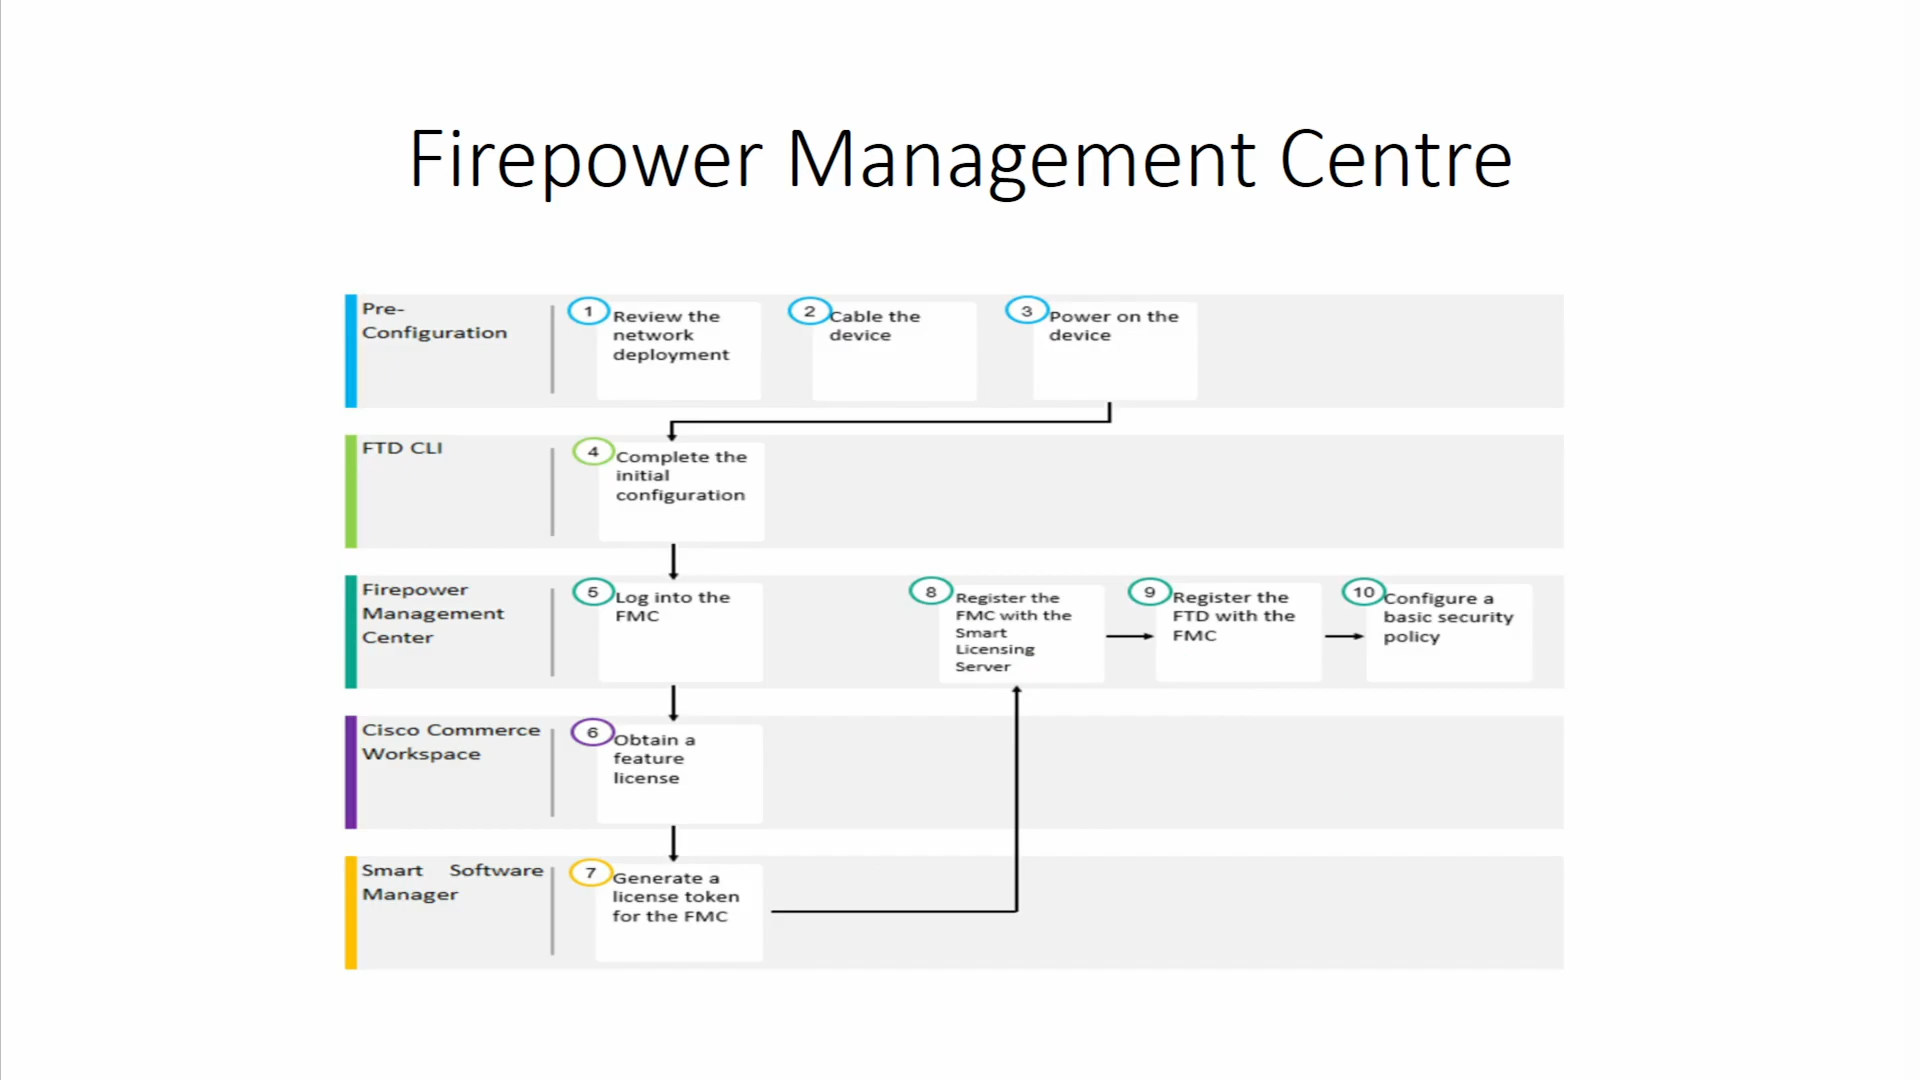 Firepower Management Centre
Pre-
Configuration
1
Review the
network
deployment
2
Cable the
device
3
Power on the
device
FTD CLI
4
Complete the
initial
configuration
Firepower
Management
Center
5
Log into the
FMC
8
Register the
FMC with the
Smart
Licensing
Server
9
Register the
FTD with the
FMC
10
Configure a
basic security
policy
Cisco Commerce
Workspace
6
Obtain a
feature
license
Smart Software
Manager
7
Generate a
license token
for the FMC